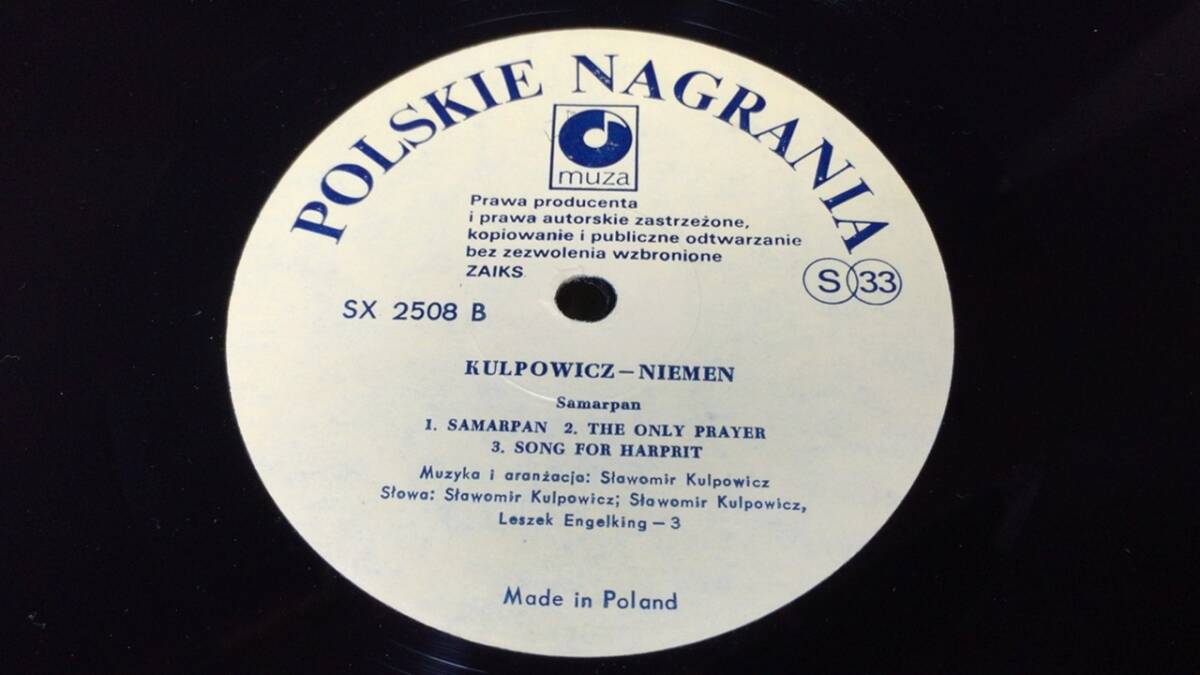 POLSKIE NAGRANIA
muza
Prawa producenta
i prawa autorskie zastrzeżone,
kopiowanie i publiczne odtwarzanie
bez zezwolenia wzbronione
ZAIKS
S 33
SX 2508 B
KULPOWICZ – NIEMEN
Samarpan
1. SAMARPAN 2. THE ONLY PRAYER
3. SONG FOR HARPRIT
Muzyka i aranżacja: Sławomir Kulpowicz
Słowa: Sławomir Kulpowicz; Sławomir Kulpowicz,
Leszek Engelking – 3
Made in Poland